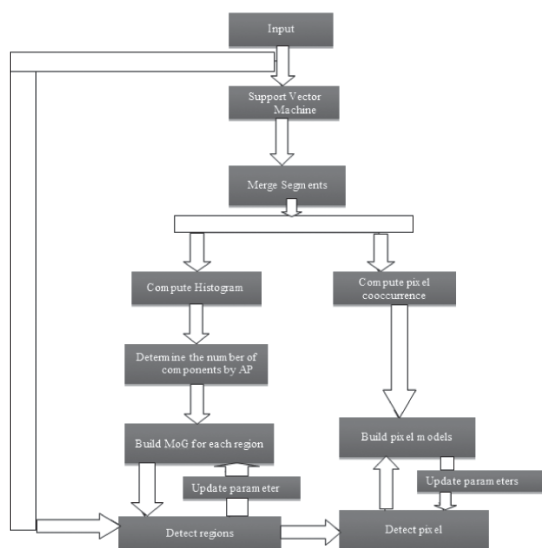 Input
Support Vector
Machine
Merge Segments
Compute Histogram
Compute pixel
cooccurrence
Determine the number of
components by AP
Build MoG for each region
Build pixel models
Update parameter
Update parameters
Detect regions
Detect pixel